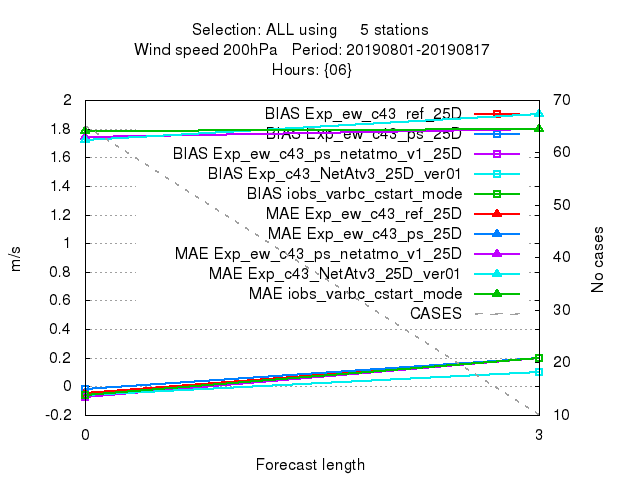 Selection: ALL using 5 stations
Wind speed 200hPa Period: 20190801-20190817
Hours: {06}
2
1.8
1.6
1.4
1.2
1
0.8
0.6
0.4
0.2
0
-0.2
m/s
BIAS Exp_ew_c43_ref_25D
BIAS Exp_ew_c43_ps_25D
BIAS Exp_ew_c43_ps_netatmo_v1_25D
BIAS Exp_c43_NetAtv3_25D_ver01
BIAS iobs_varbc_cstart_mode
MAE Exp_ew_c43_ref_25D
MAE Exp_ew_c43_ps_25D
MAE Exp_ew_c43_ps_netatmo_v1_25D
MAE Exp_c43_NetAtv3_25D_ver01
MAE iobs_varbc_cstart_mode
CASES
70
60
50
40
30
20
10
No cases
0 3
Forecast length